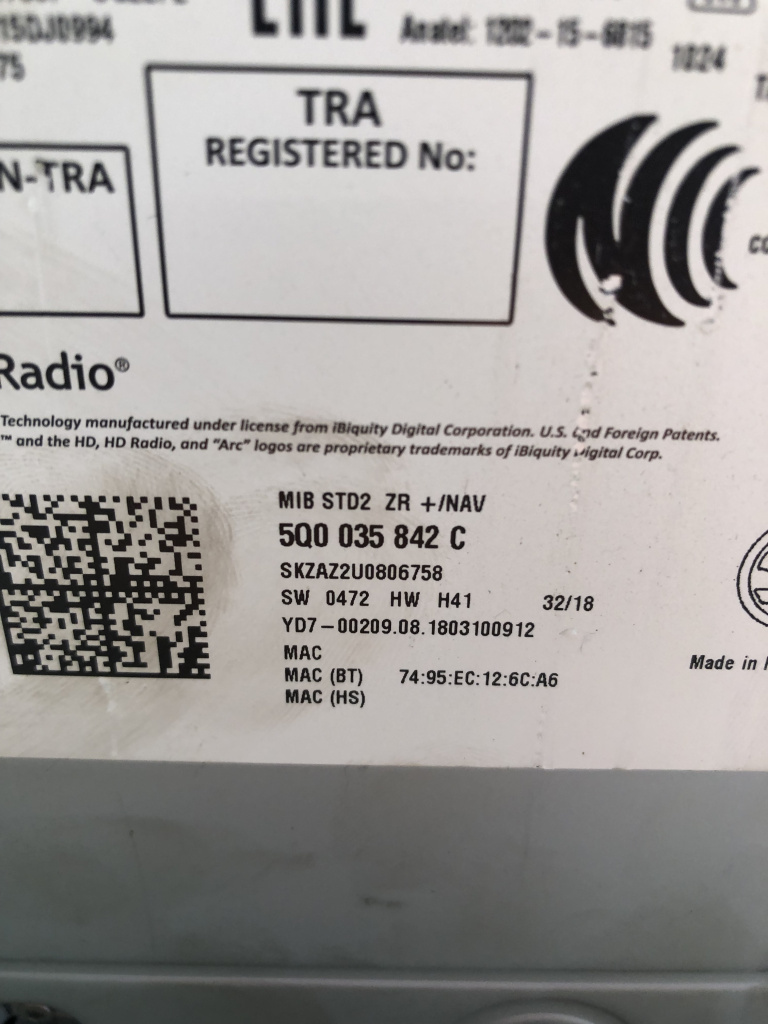 15DJ0994
Anatel: 1202-15-6015
75
1024
TRA
REGISTERED No:
N-TRA
Radio®
Technology manufactured under license from iBiquity Digital Corporation. U.S. and Foreign Patents.
™ and the HD, HD Radio, and “Arc” logos are proprietary trademarks of iBiquity Digital Corp.
MIB STD2 ZR +/NAV
5Q0 035 842 C
SKZAZ2U0806758
SW 0472 HW H41 32/18
YD7-00209.08.1803100912
MAC
MAC (BT) 74:95:EC:12:6C:A6
MAC (HS)
Made in